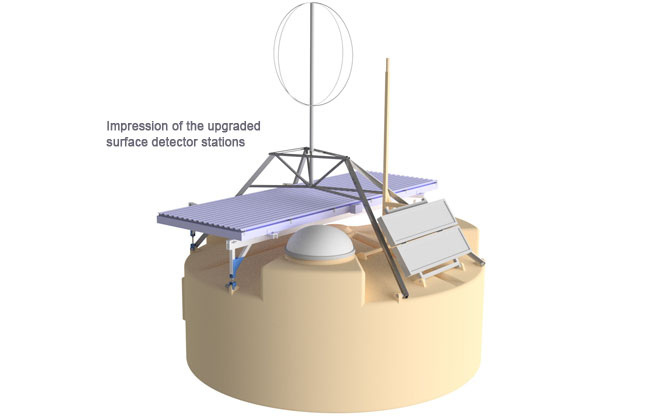 Impression of the upgraded
surface detector stations